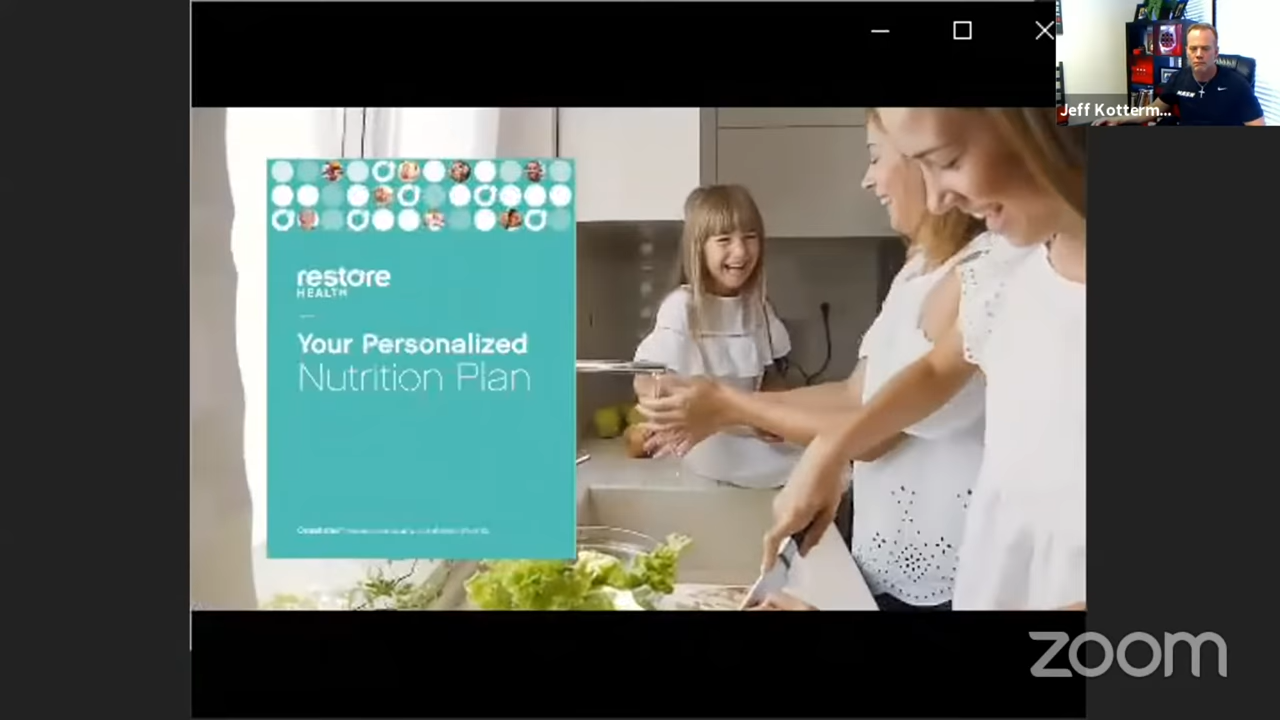 Jeff Kotterm...
restore
HEALTH
Your Personalized
Nutrition Plan
zoom